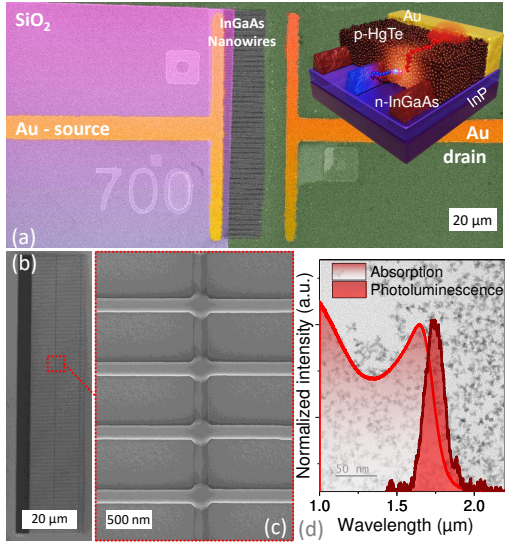 SiO2
InGaAs
Nanowires
Au
p-HgTe
n-InGaAs
InP
Au - source
Au
drain
700
20 µm
(a)
(b)
20 µm
500 nm
(c)
Absorption
Photoluminescence
Normalized intensity (a.u.)
50 nm
1.0 1.5 2.0
(d)
Wavelength (µm)